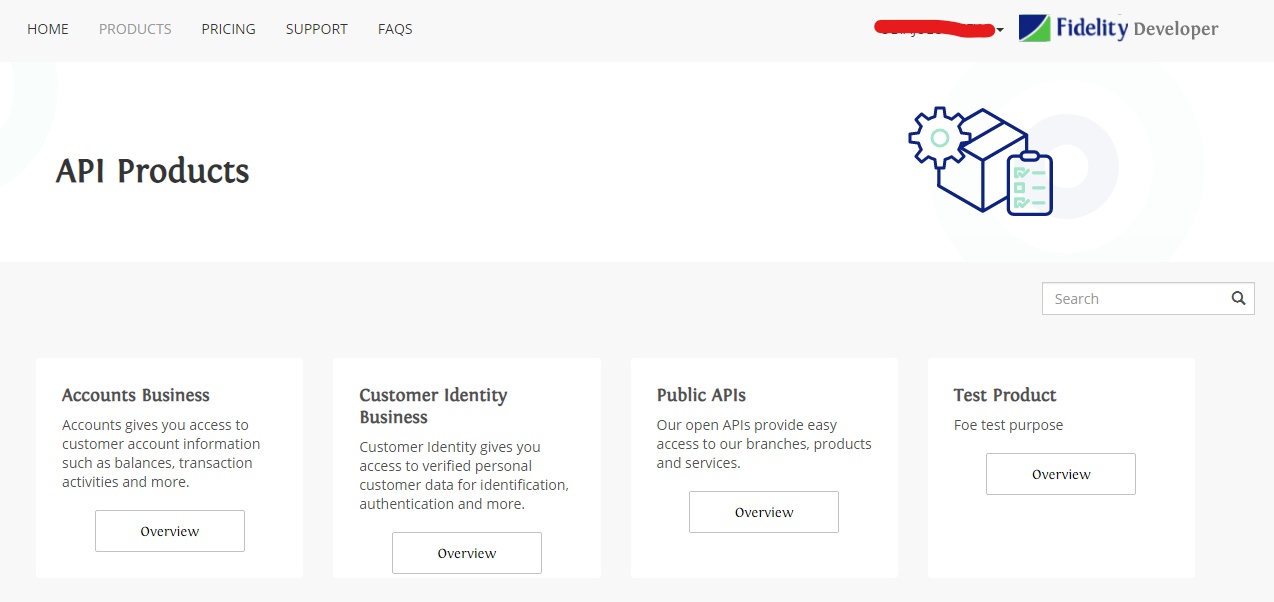 HOME PRODUCTS PRICING SUPPORT FAQS Fidelity Developer
API Products
Search
Accounts Business
Accounts gives you access to
customer account information
such as balances, transaction
activities and more.
Overview
Customer Identity
Business
Customer Identity gives you
access to verified personal
customer data for identification,
authentication and more.
Overview
Public APIs
Our open APIs provide easy
access to our branches, products
and services.
Overview
Test Product
Foe test purpose
Overview